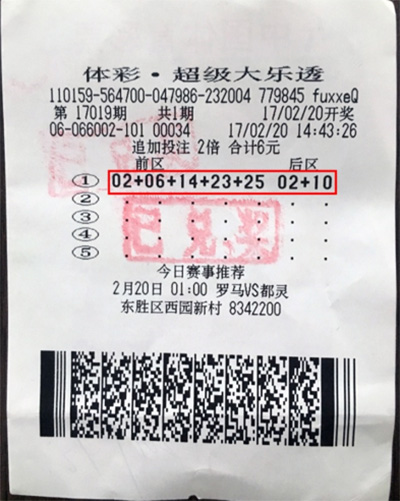 体彩·超级大乐透
110159-564700-047986-232004 779845 fuxxeQ
第 17019期 共1期 17/02/20开奖
06-066002-101 00034 17/02/20 14:43:26
追加投注 2倍 合计6元
前区 后区
① 02+06+14+23+25 02+10
②
③
④
⑤
已兑奖
今日赛事推荐
2月20日 01:00 罗马VS都灵
东胜区西园新村 8342200